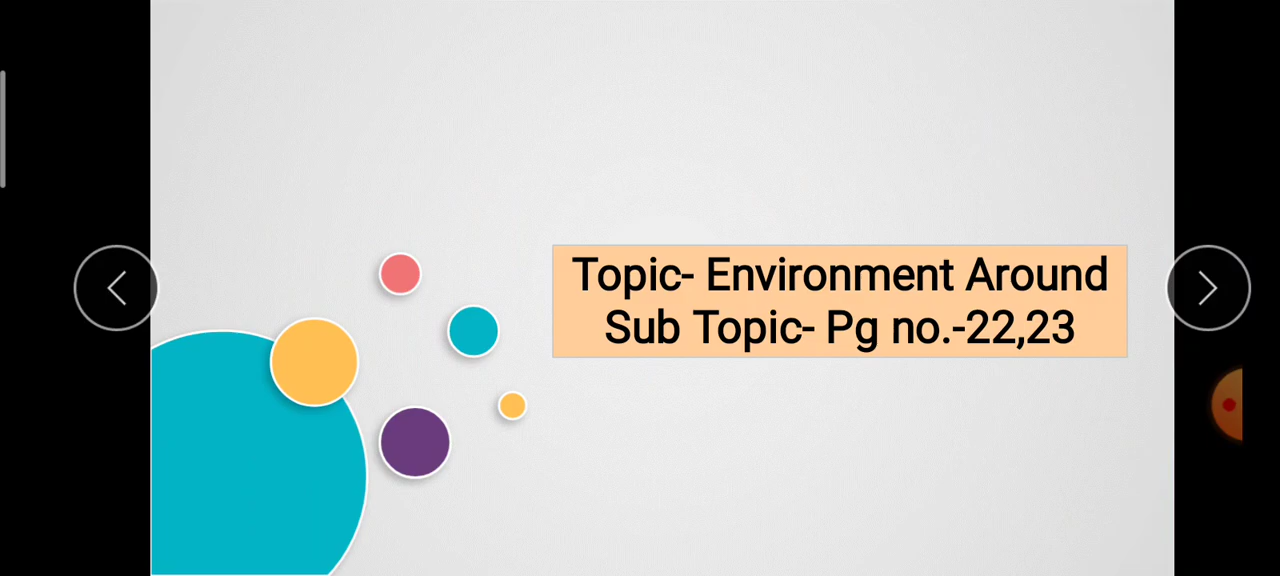 Topic- Environment Around
Sub Topic- Pg no.-22,23